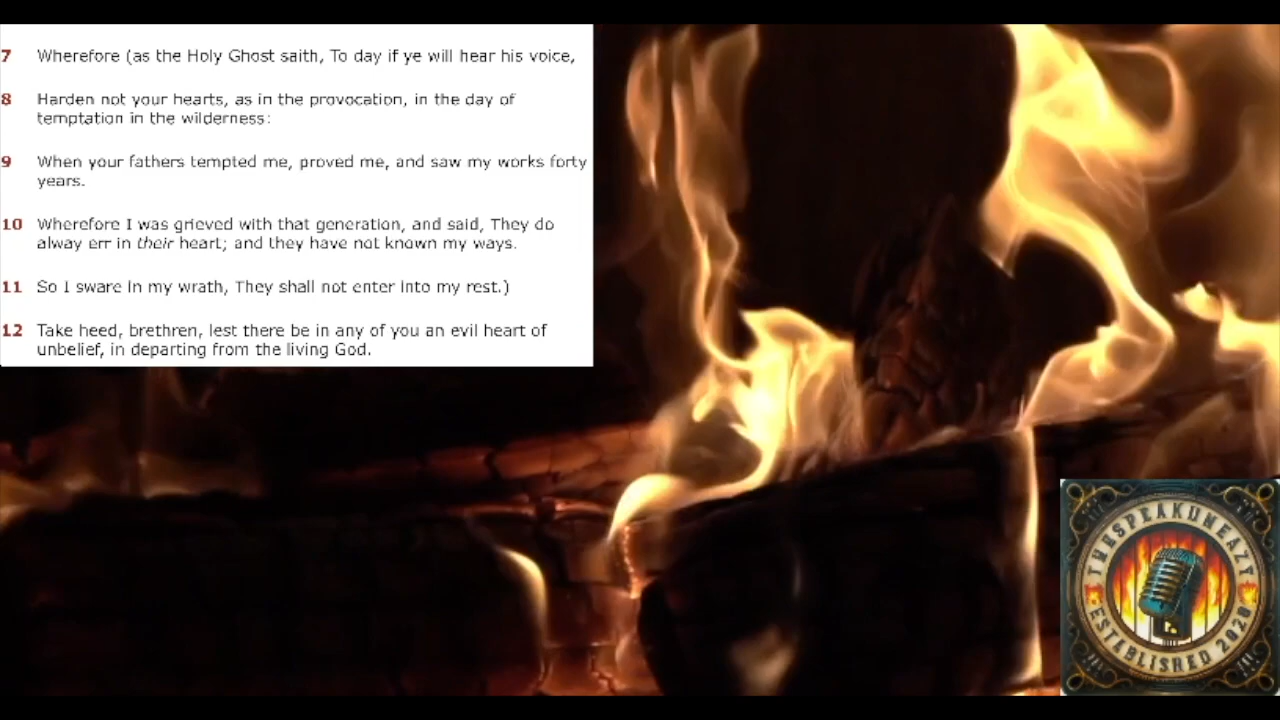 7 Wherefore (as the Holy Ghost saith, To day if ye will hear his voice,
8 Harden not your hearts, as in the provocation, in the day of
temptation in the wilderness:
9 When your fathers tempted me, proved me, and saw my works forty
years.
10 Wherefore I was grieved with that generation, and said, They do
alway err in their heart; and they have not known my ways.
11 So I sware in my wrath, They shall not enter into my rest.)
12 Take heed, brethren, lest there be in any of you an evil heart of
unbelief, in departing from the living God.
THESPEAKUNEAZY
ESTABLISHED 2020